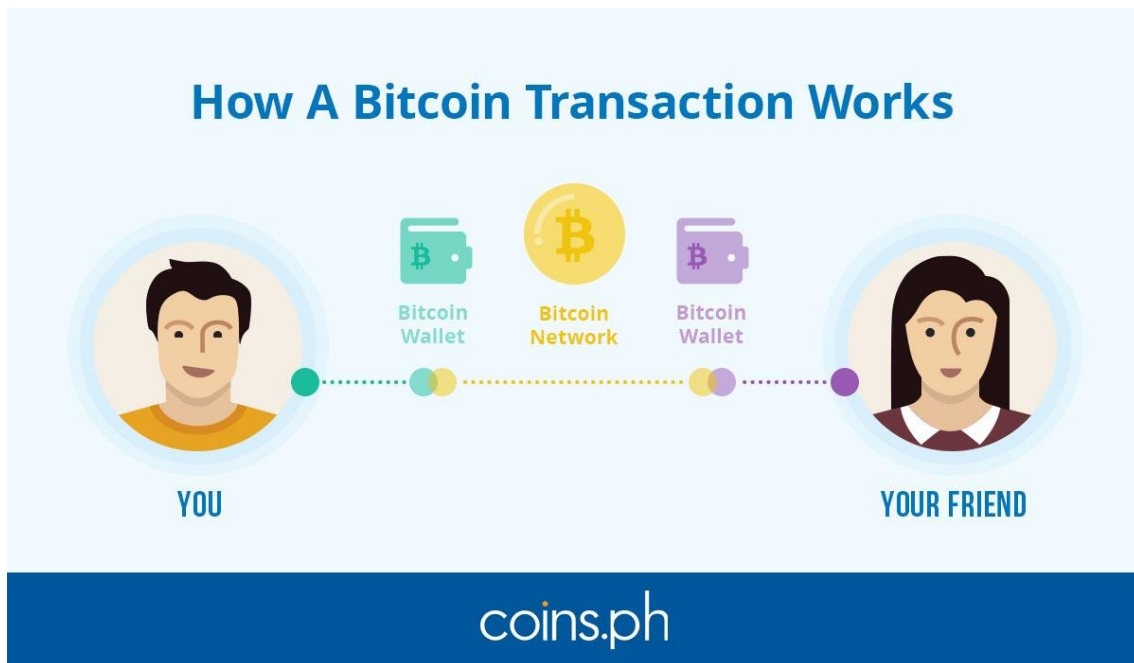 How A Bitcoin Transaction Works
Bitcoin
Wallet
Bitcoin
Network
Bitcoin
Wallet
YOU
YOUR FRIEND
coins.ph